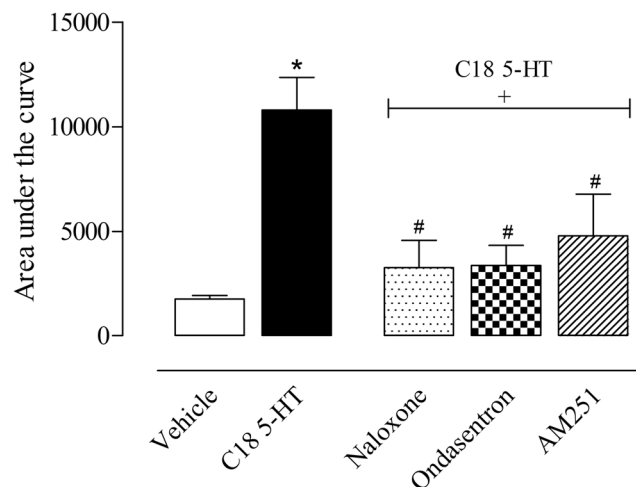 15000
10000
5000
0
Area under the curve
*
C18 5-HT
+
#
#
#
Vehicle
C18 5-HT
Naloxone
Ondasentron
AM251